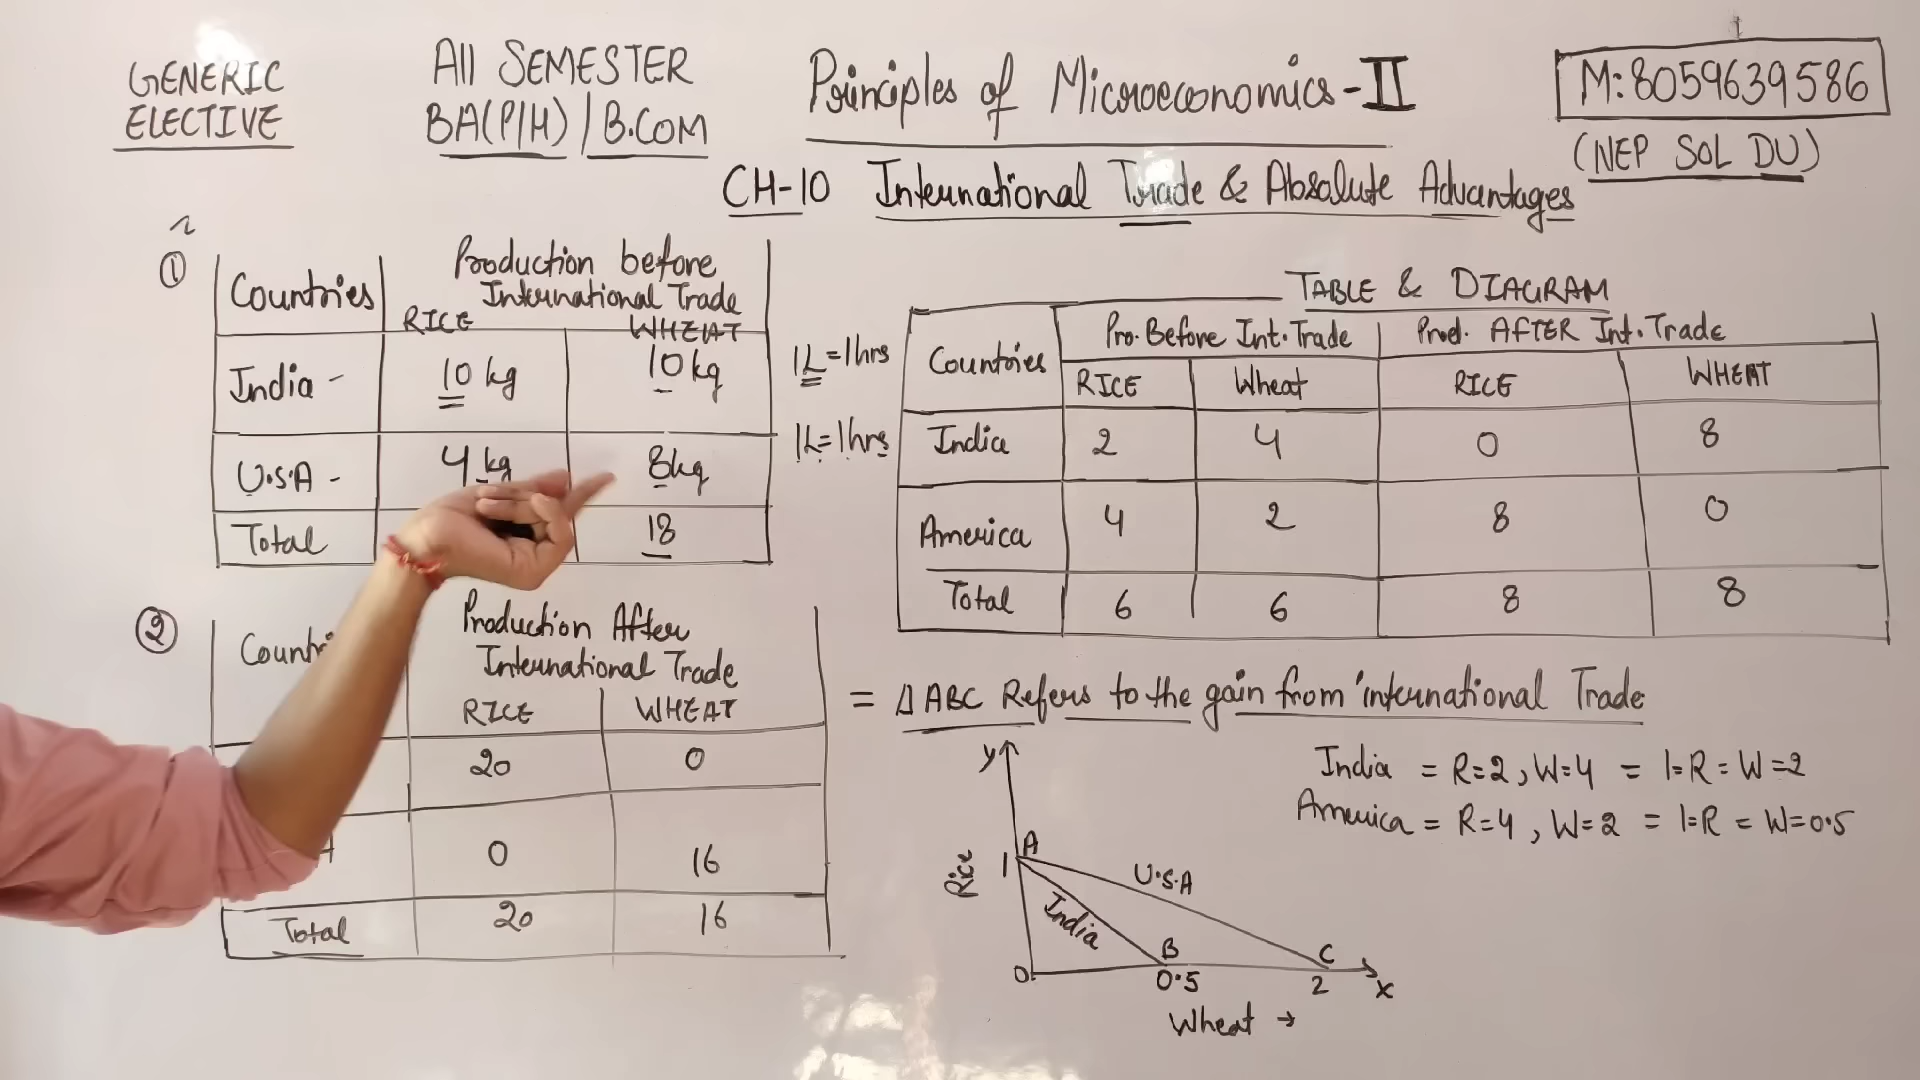 GENERIC
ELECTIVE
All SEMESTER
BA(P/H) / B.COM
Principles of Microeconomics-II
M:8059639586
(NEP SOL DU)
CH-10 International Trade & Absolute Advantages
①
Countries
Production before
International Trade
RICE WHEAT
India - 10 kg 10kg
U.S.A - 4 kg 8kg
Total 18
1L=1hrs
1L=1hrs
②
Production After
International Trade
RICE WHEAT
20 0
0 16
Total 20 16
TABLE & DIAGRAM
Countries Pro. Before Int. Trade Prod. AFTER Int. Trade
RICE Wheat RICE WHEAT
India 2 4 0 8
America 4 2 8 0
Total 6 6 8 8
= Δ ABC Refers to the gain from international Trade
India = R=2, W=4 = 1=R = W=2
America = R=4, W=2 = 1=R = W=0.5
y
Rice
1
A
U.S.A
India
B
C
0
0.5
2
x
Wheat →